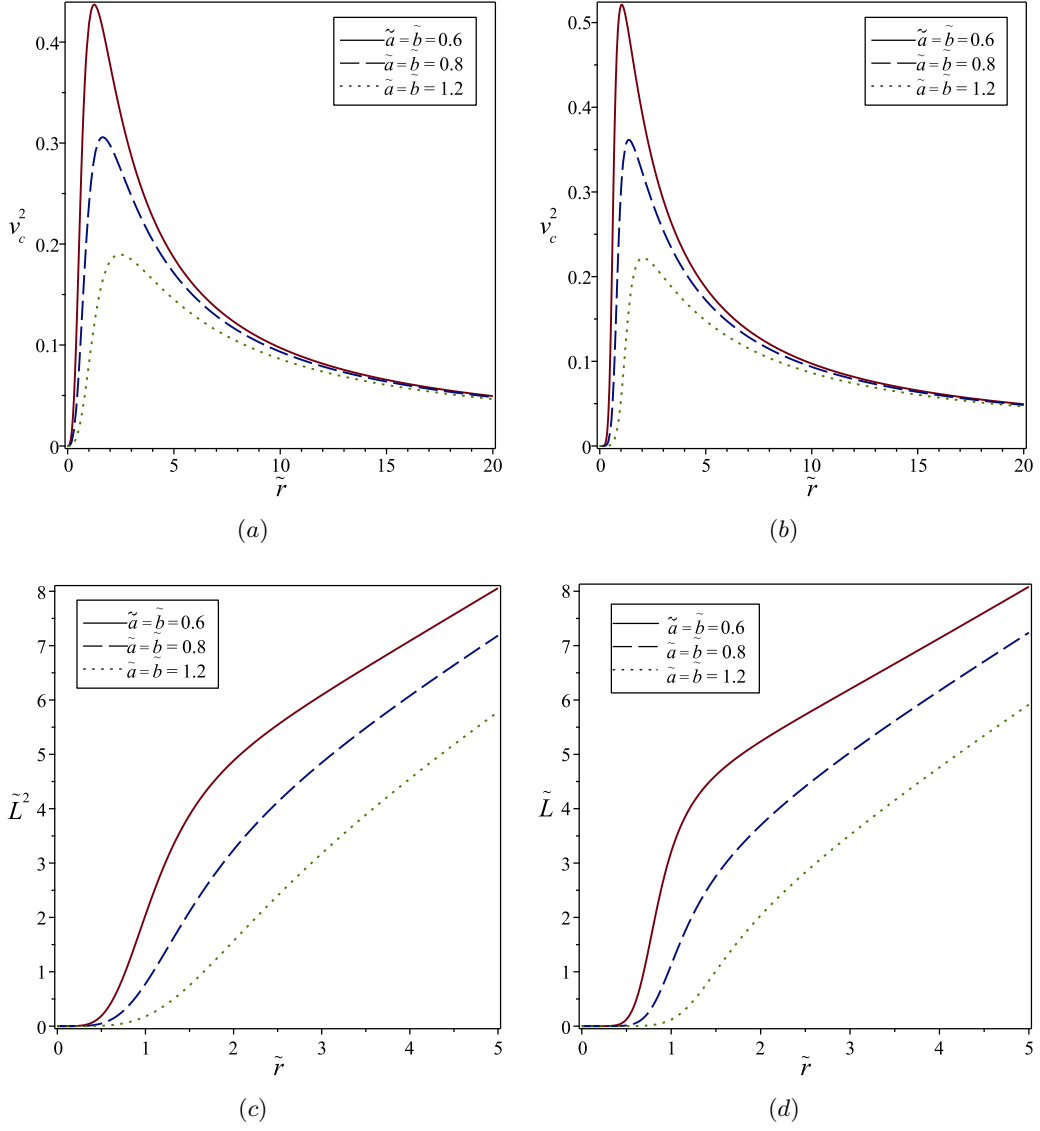 0.4
0.3
0.2
0.1
0
v_c^2
ã = b̃ = 0.6
ã = b̃ = 0.8
ã = b̃ = 1.2
0 5 10 15 20
r̃
(a)
0.5
0.4
0.3
0.2
0.1
0
v_c^2
ã = b̃ = 0.6
ã = b̃ = 0.8
ã = b̃ = 1.2
0 5 10 15 20
r̃
(b)
8
7
6
5
4
3
2
1
0
L̃^2
ã = b̃ = 0.6
ã = b̃ = 0.8
ã = b̃ = 1.2
0 1 2 3 4 5
r̃
(c)
8
7
6
5
4
3
2
1
0
L̃
ã = b̃ = 0.6
ã = b̃ = 0.8
ã = b̃ = 1.2
0 1 2 3 4 5
r̃
(d)